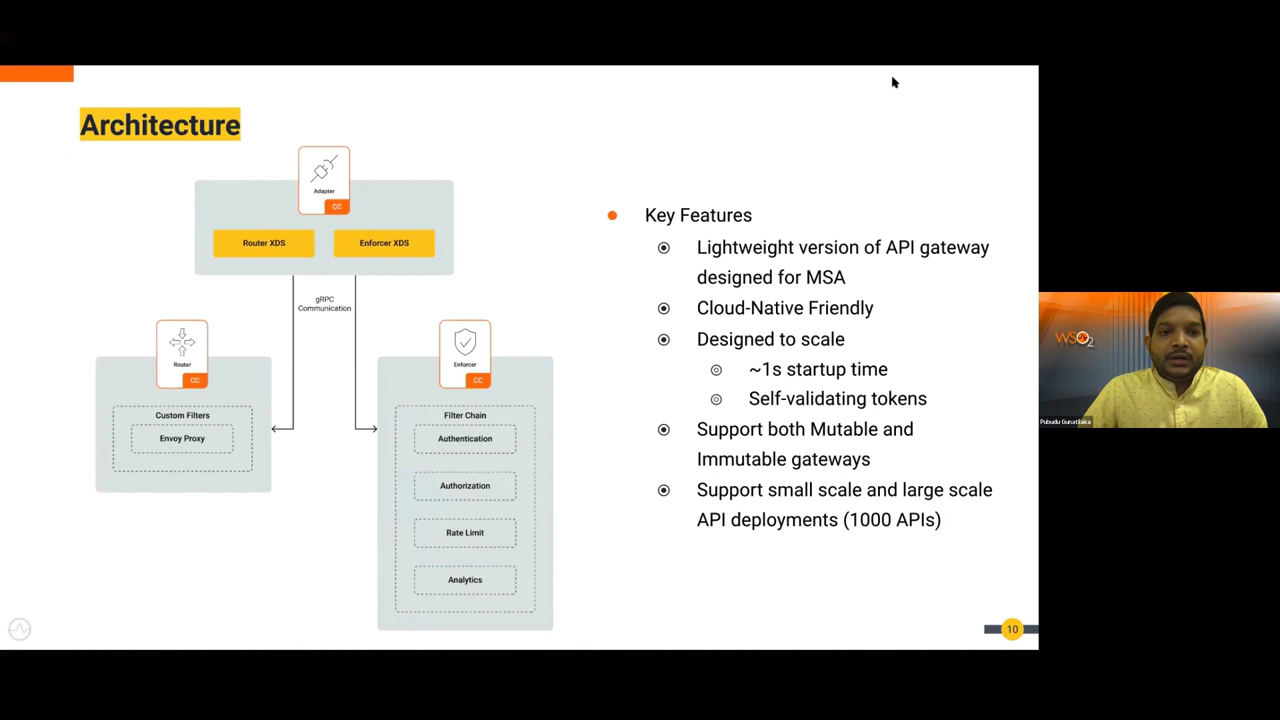 Architecture
Adapter
CC
Router XDS
Enforcer XDS
gRPC
Communication
Router
CC
Custom Filters
Envoy Proxy
Enforcer
CC
Filter Chain
Authentication
Authorization
Rate Limit
Analytics
Key Features
Lightweight version of API gateway
designed for MSA
Cloud-Native Friendly
Designed to scale
~1s startup time
Self-validating tokens
Support both Mutable and
Immutable gateways
Support small scale and large scale
API deployments (1000 APIs)
10
WSO2
Pubudu Gunatilaka